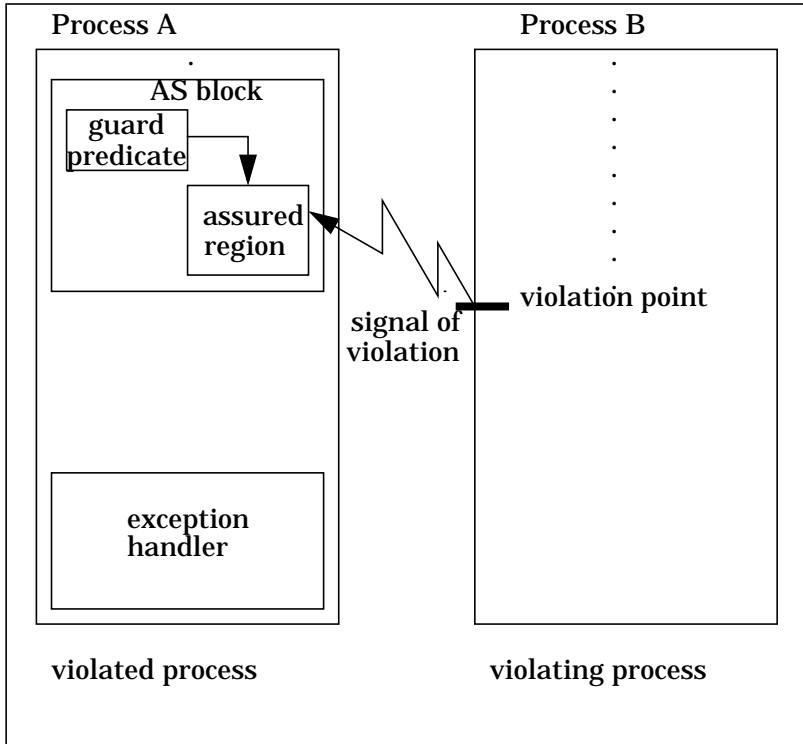 Process A
Process B
AS block
guard
predicate
assured
region
signal of
violation
violation point
exception
handler
violated process
violating process